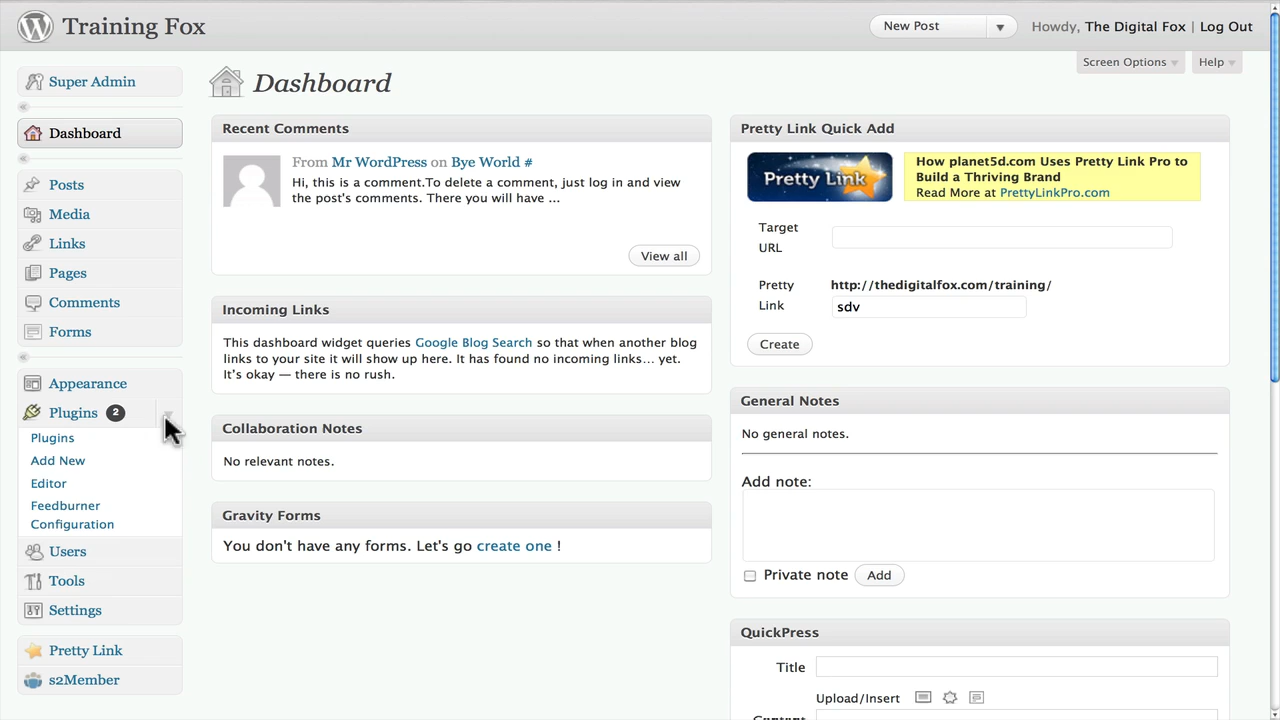 Training Fox
New Post
Howdy, The Digital Fox | Log Out
Screen Options
Help
Super Admin
Dashboard
Posts
Media
Links
Pages
Comments
Forms
Appearance
Plugins 2
Plugins
Add New
Editor
Feedburner
Configuration
Users
Tools
Settings
Pretty Link
s2Member
Dashboard
Recent Comments
From Mr WordPress on Bye World #
Hi, this is a comment.To delete a comment, just log in and view
the post's comments. There you will have ...
View all
Incoming Links
This dashboard widget queries Google Blog Search so that when another blog
links to your site it will show up here. It has found no incoming links… yet.
It's okay — there is no rush.
Collaboration Notes
No relevant notes.
Gravity Forms
You don't have any forms. Let's go create one !
Pretty Link Quick Add
Pretty Link
How planet5d.com Uses Pretty Link Pro to
Build a Thriving Brand
Read More at PrettyLinkPro.com
Target
URL
Pretty
Link
http://thedigitalfox.com/training/
sdv
Create
General Notes
No general notes.
Add note:
Private note
Add
QuickPress
Title
Upload/Insert